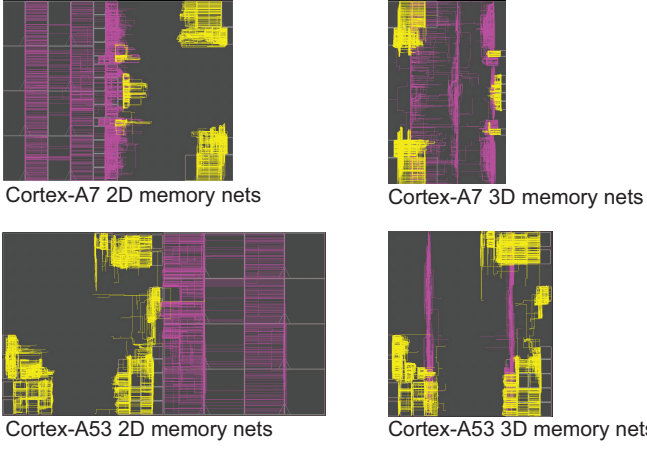 Cortex-A7 2D memory nets
Cortex-A7 3D memory nets
Cortex-A53 2D memory nets
Cortex-A53 3D memory nets